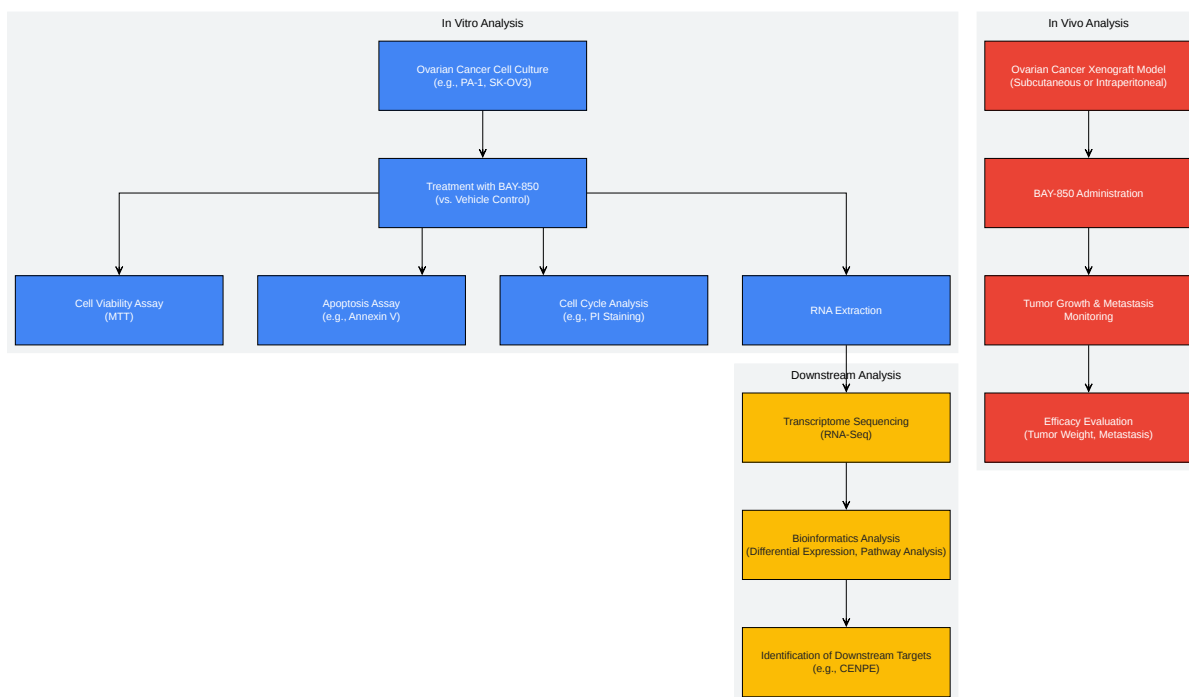 In Vitro Analysis
Ovarian Cancer Cell Culture
(e.g., PA-1, SK-OV3)
Treatment with BAY-850
(vs. Vehicle Control)
Cell Viability Assay
(MTT)
Apoptosis Assay
(e.g., Annexin V)
Cell Cycle Analysis
(e.g., PI Staining)
RNA Extraction
Downstream Analysis
Transcriptome Sequencing
(RNA-Seq)
Bioinformatics Analysis
(Differential Expression, Pathway Analysis)
Identification of Downstream Targets
(e.g., CENPE)
In Vivo Analysis
Ovarian Cancer Xenograft Model
(Subcutaneous or Intraperitoneal)
BAY-850 Administration
Tumor Growth & Metastasis
Monitoring
Efficacy Evaluation
(Tumor Weight, Metastasis)